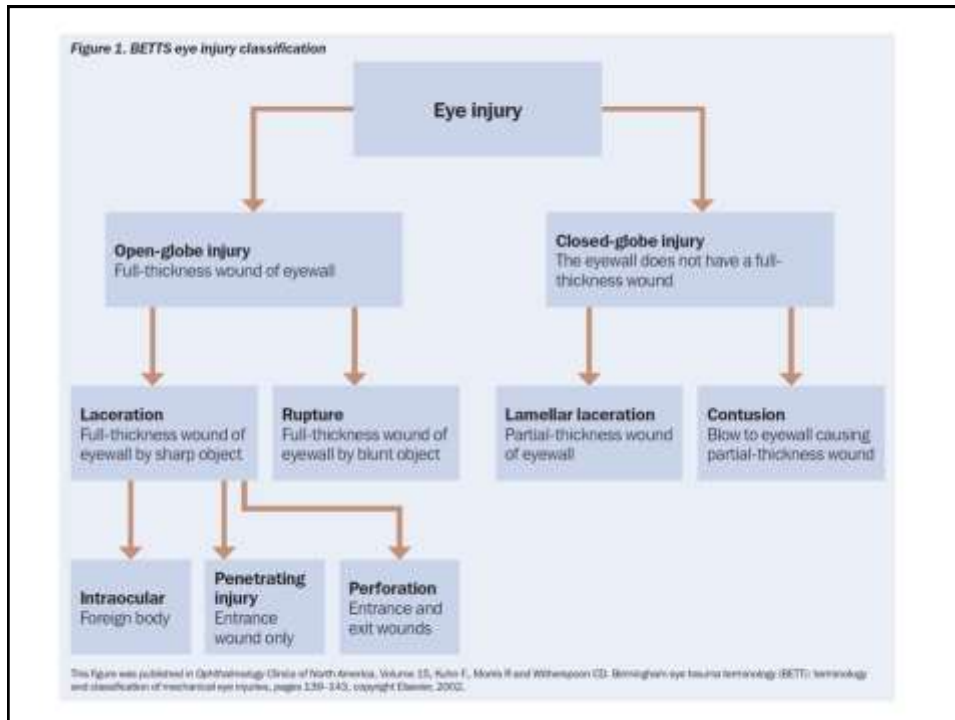 Figure 1. BETTS eye injury classification
Eye injury
Open-globe injury
Full-thickness wound of eyewall
Closed-globe injury
The eyewall does not have a full-
thickness wound
Laceration
Full-thickness wound of
eyewall by sharp object
Rupture
Full-thickness wound of
eyewall by blunt object
Lamellar laceration
Partial-thickness wound
of eyewall
Contusion
Blow to eyewall causing
partial-thickness wound
Intraocular
Foreign body
Penetrating
injury
Entrance
wound only
Perforation
Entrance and
exit wounds
This figure was published in Ophthalmology Clinics of North America, Volume 15, Kuhn F, Morris R and Witherspoon CD. Birmingham eye trauma terminology (BETT): terminology
and classification of mechanical eye injuries, pages 139–143, copyright Elsevier, 2002.